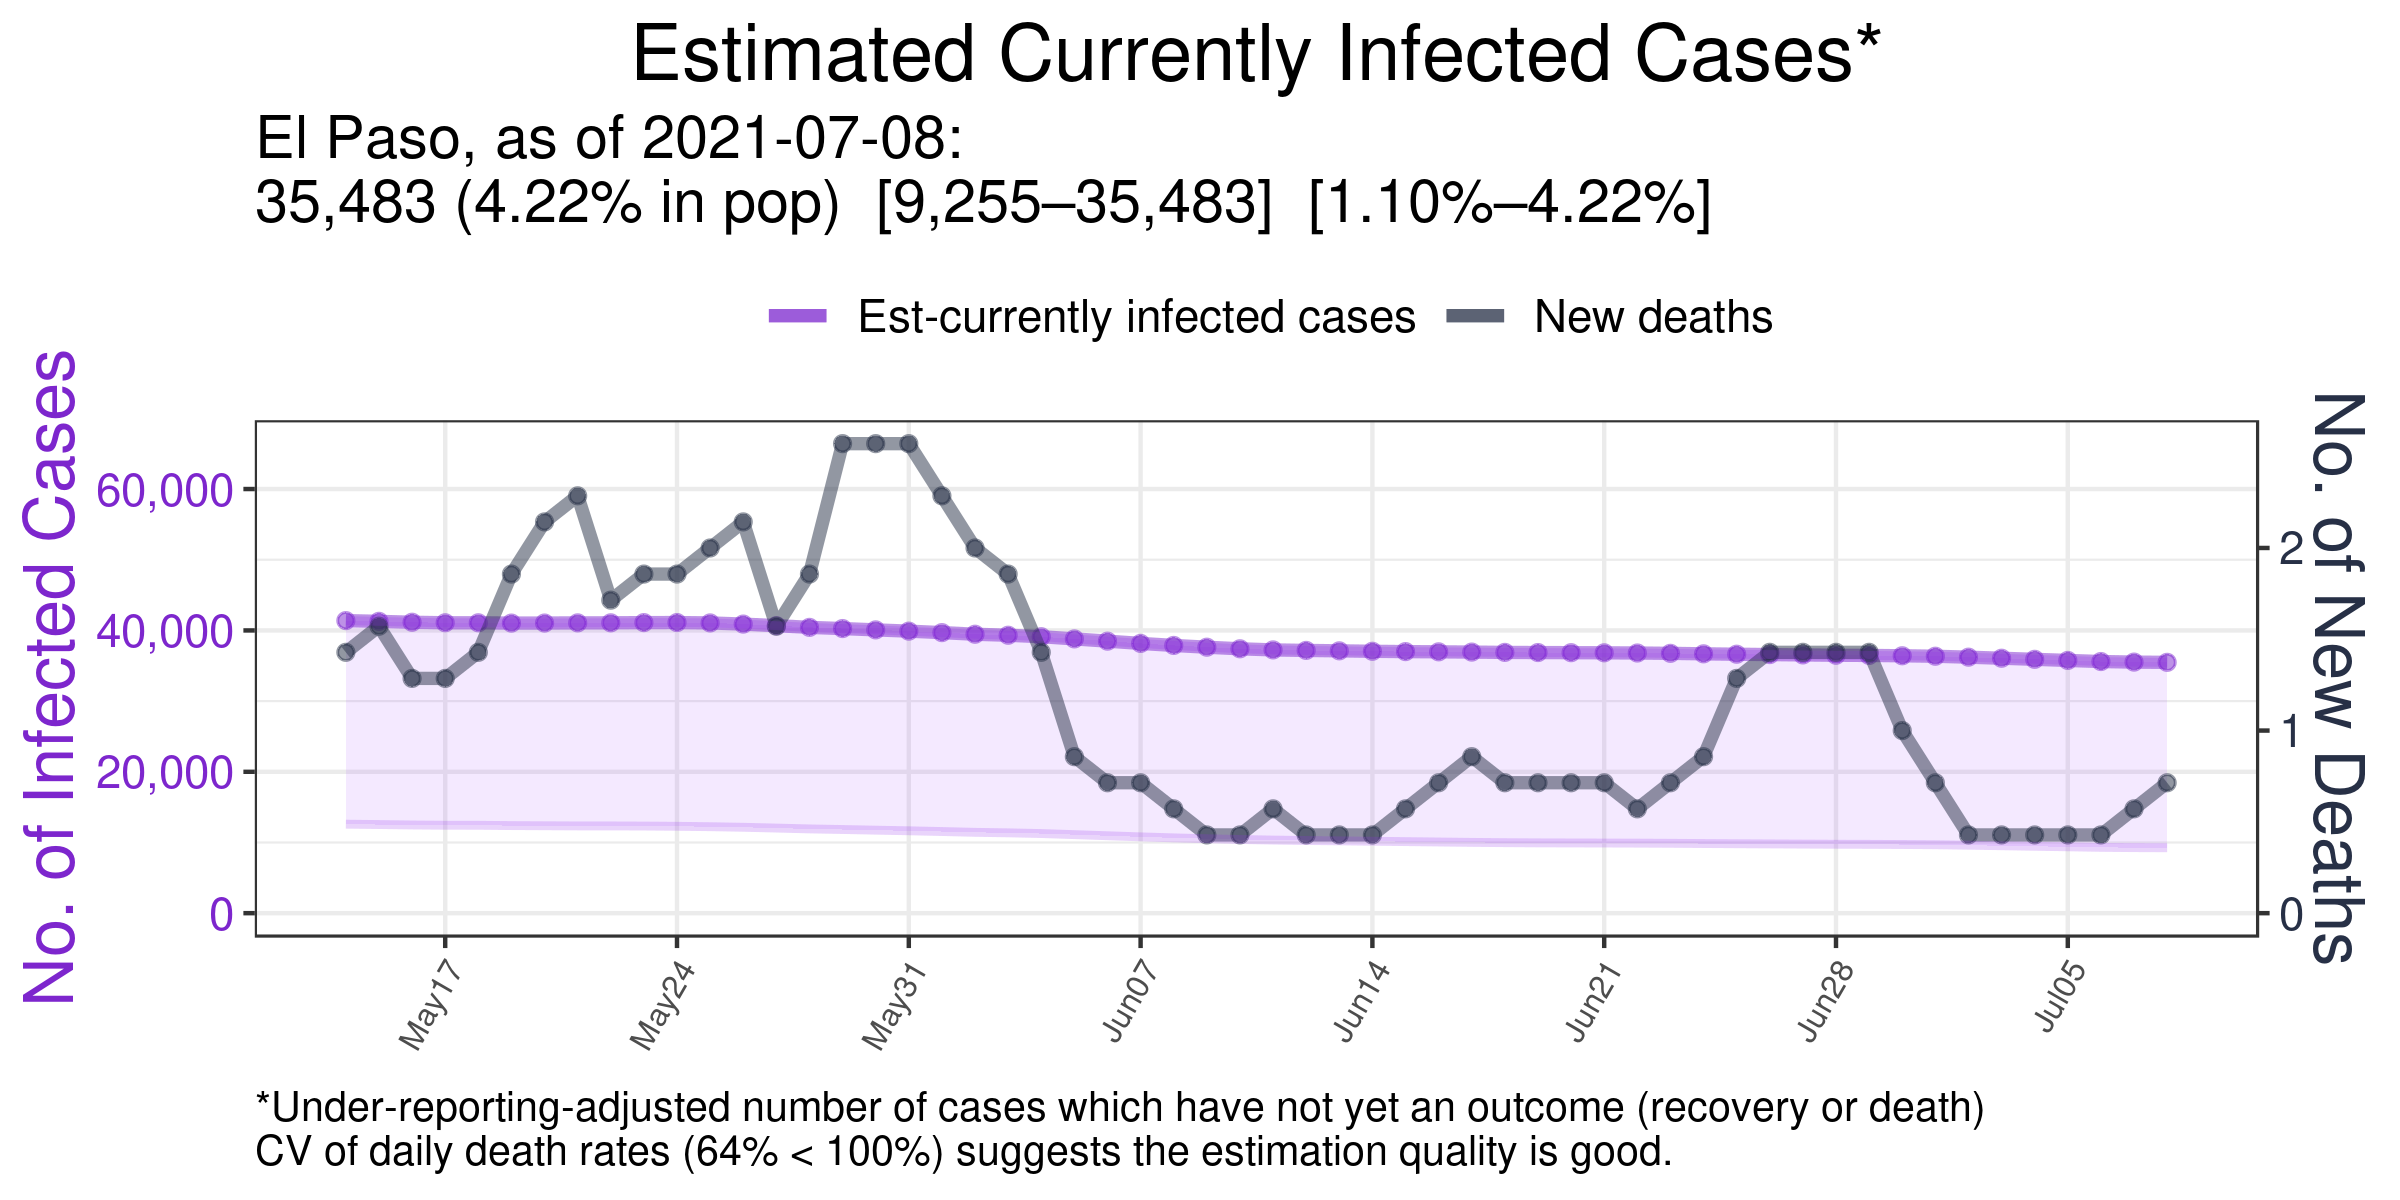 Estimated Currently Infected Cases*
El Paso, as of 2021-07-08:
35,483 (4.22% in pop)  [9,255–35,483]  [1.10%–4.22%]
Est-currently infected cases
New deaths
No. of Infected Cases
60,000
40,000
20,000
0
No. of New Deaths
2
1
0
May17
May24
May31
Jun07
Jun14
Jun21
Jun28
Jul05
*Under-reporting-adjusted number of cases which have not yet an outcome (recovery or death)
CV of daily death rates (64% < 100%) suggests the estimation quality is good.